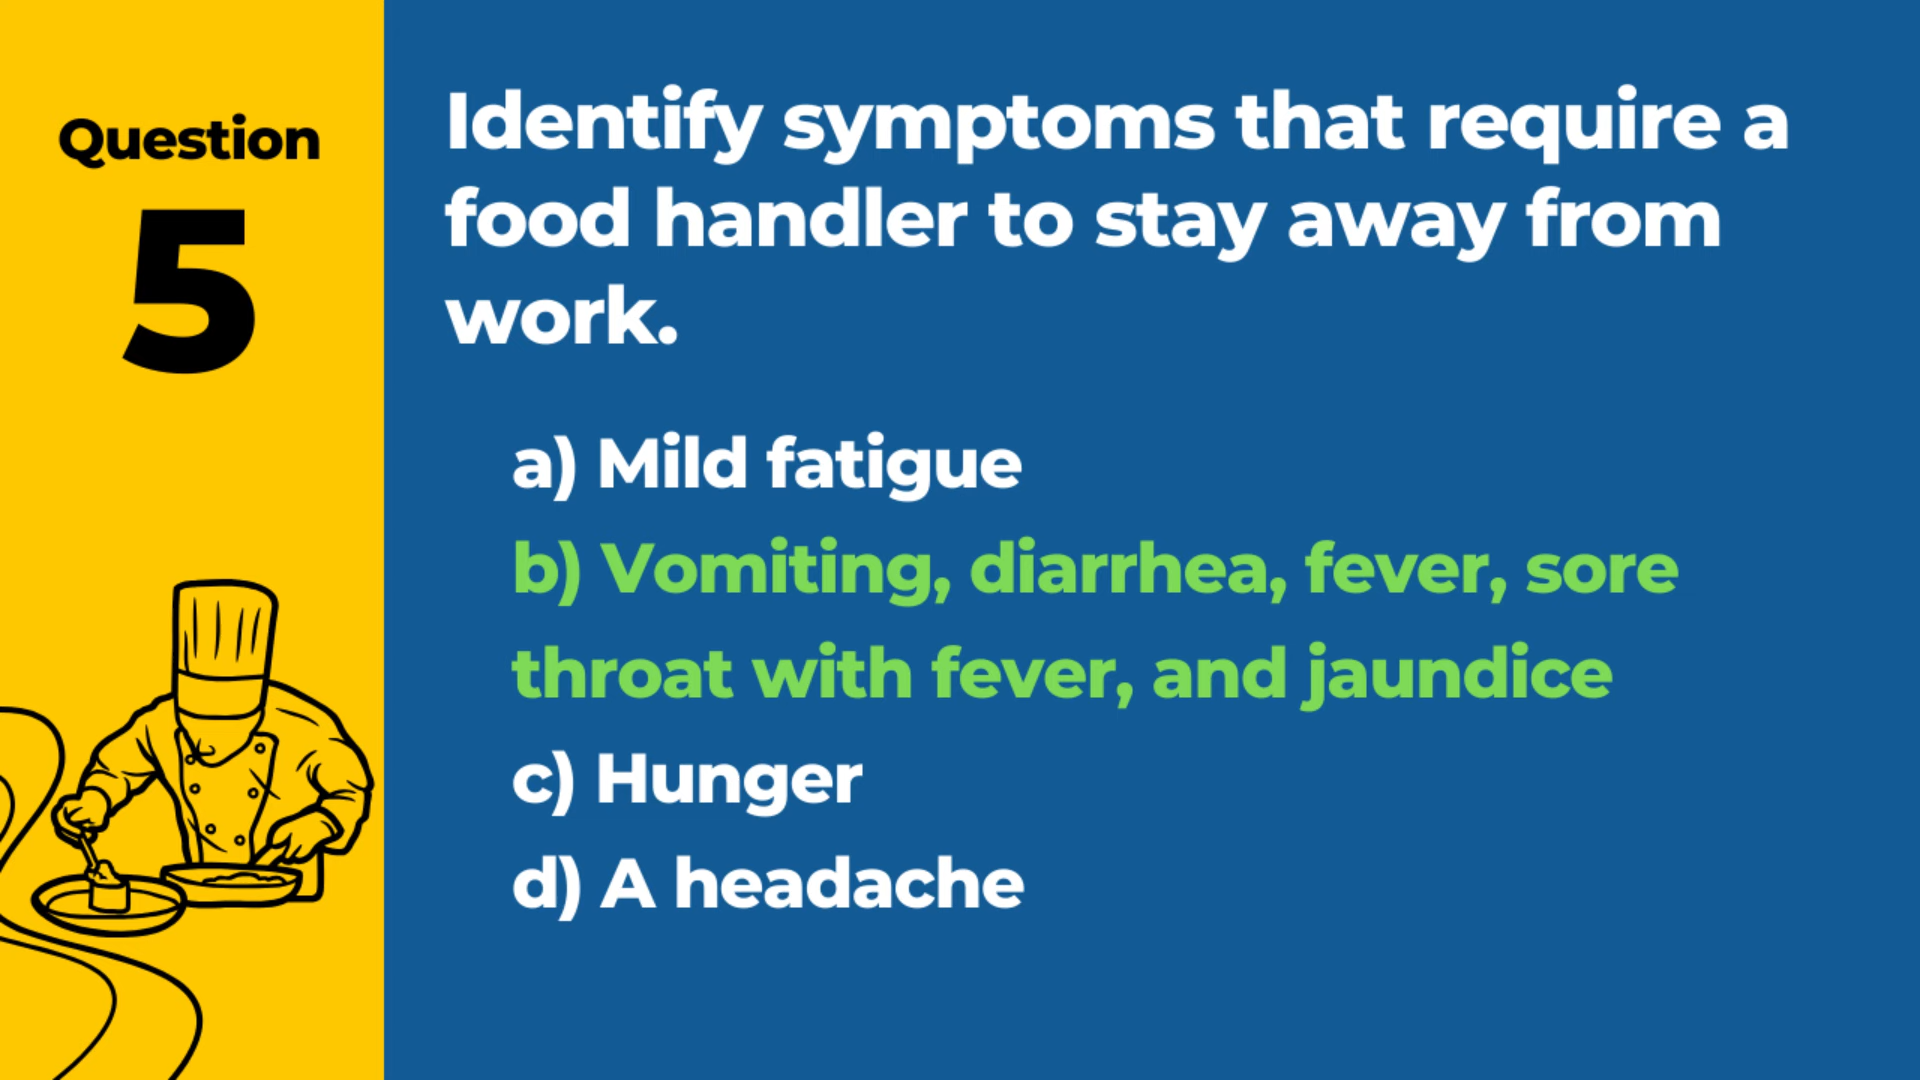 Question
5
Identify symptoms that require a
food handler to stay away from
work.
a) Mild fatigue
b) Vomiting, diarrhea, fever, sore
throat with fever, and jaundice
c) Hunger
d) A headache